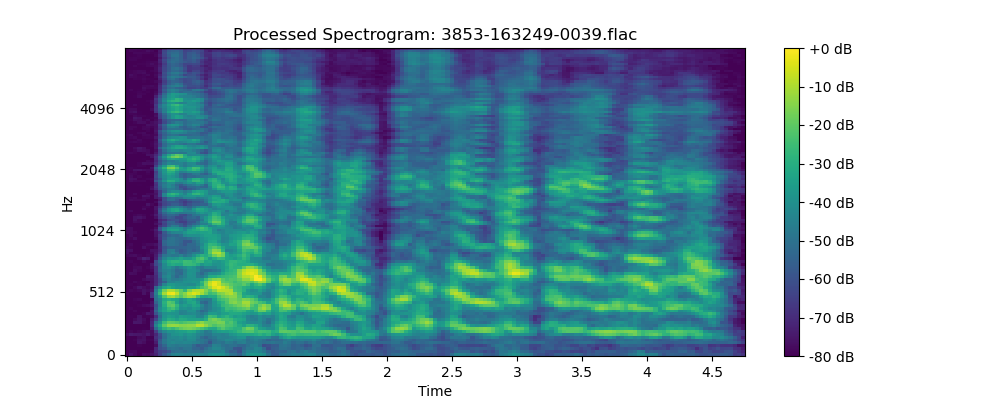 Processed Spectrogram: 3853-163249-0039.flac
Hz
4096
2048
1024
512
0
0 0.5 1 1.5 2 2.5 3 3.5 4 4.5
Time
+0 dB
-10 dB
-20 dB
-30 dB
-40 dB
-50 dB
-60 dB
-70 dB
-80 dB